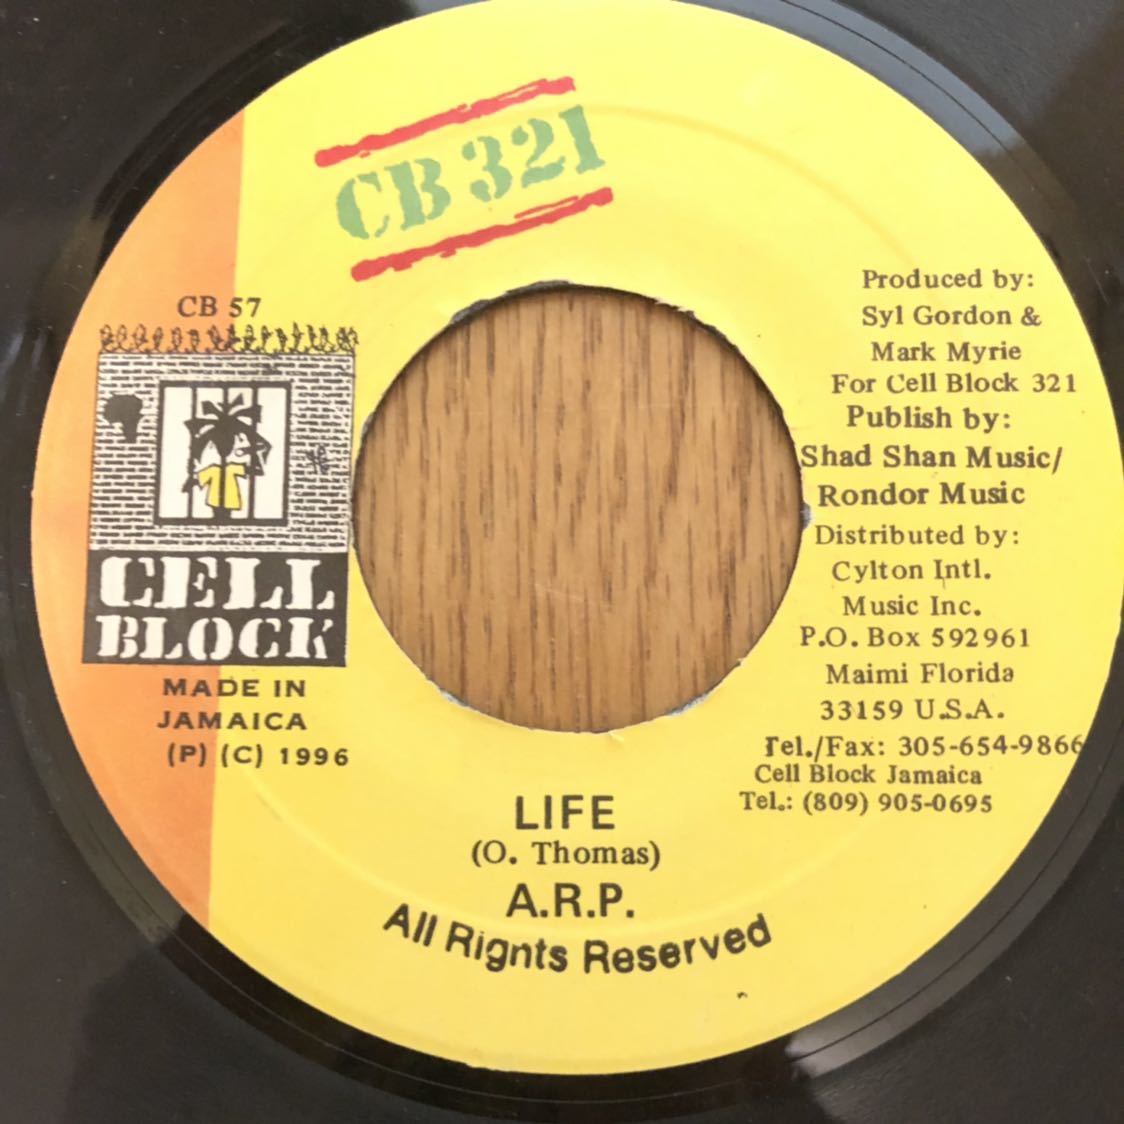 CB 321
CB 57
CELL
BLOCK
MADE IN
JAMAICA
(P) (C) 1996
Produced by:
Syl Gordon &
Mark Myrie
For Cell Block 321
Publish by:
Shad Shan Music/
Rondor Music
Distributed by:
Cylton Intl.
Music Inc.
P.O. Box 592961
Maimi Florida
33159 U.S.A.
Tel./Fax: 305-654-9866
Cell Block Jamaica
Tel.: (809) 905-0695
LIFE
(O. Thomas)
A.R.P.
All Rignts Reserved